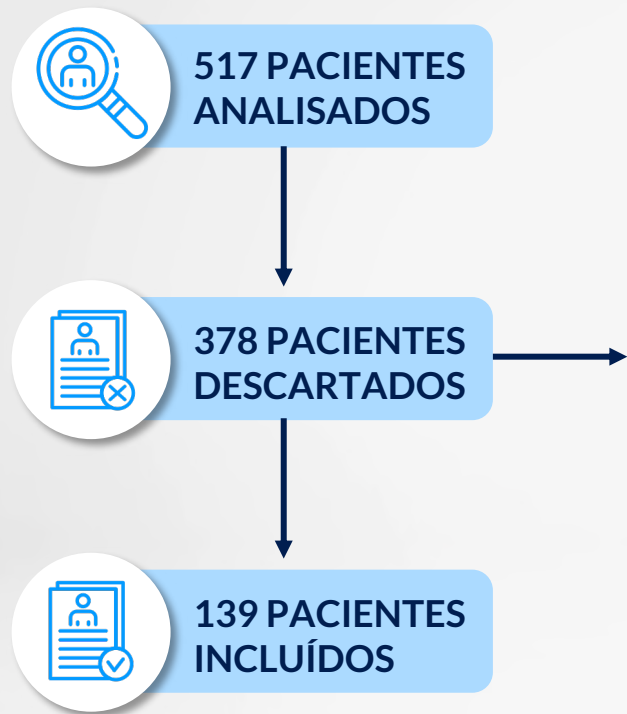 517 PACIENTES
ANALISADOS
378 PACIENTES
DESCARTADOS
139 PACIENTES
INCLUÍDOS